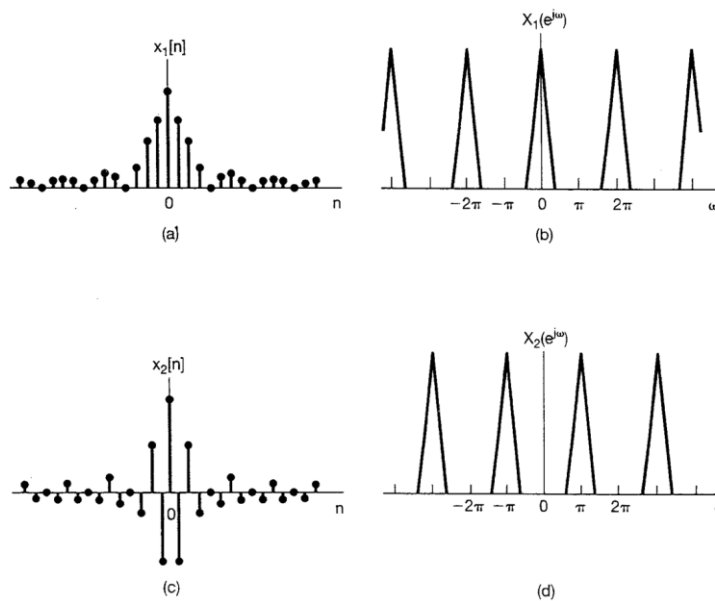 x₁[n]
X₁(e^jω)
0
n
−2π −π 0 π 2π
(a)
(b)
x₂[n]
X₂(e^jω)
0
n
−2π −π 0 π 2π
(c)
(d)